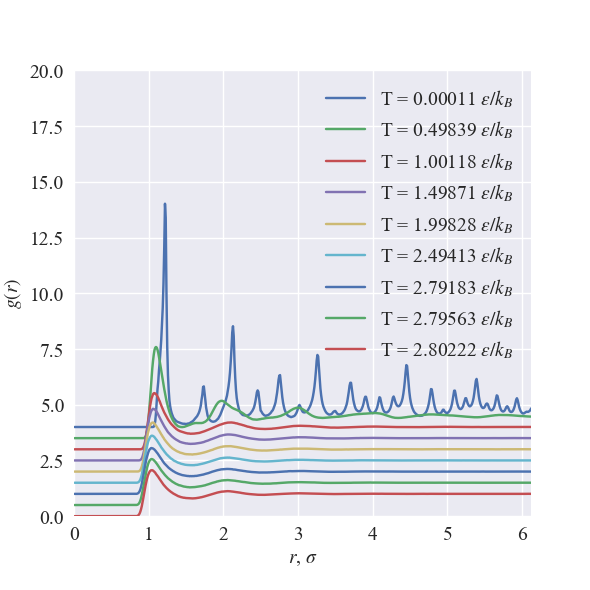 20.0
17.5
15.0
12.5
10.0
7.5
5.0
2.5
0.0
g(r)
T = 0.00011 ε/k_B
T = 0.49839 ε/k_B
T = 1.00118 ε/k_B
T = 1.49871 ε/k_B
T = 1.99828 ε/k_B
T = 2.49413 ε/k_B
T = 2.79183 ε/k_B
T = 2.79563 ε/k_B
T = 2.80222 ε/k_B
0 1 2 3 4 5 6
r, σ